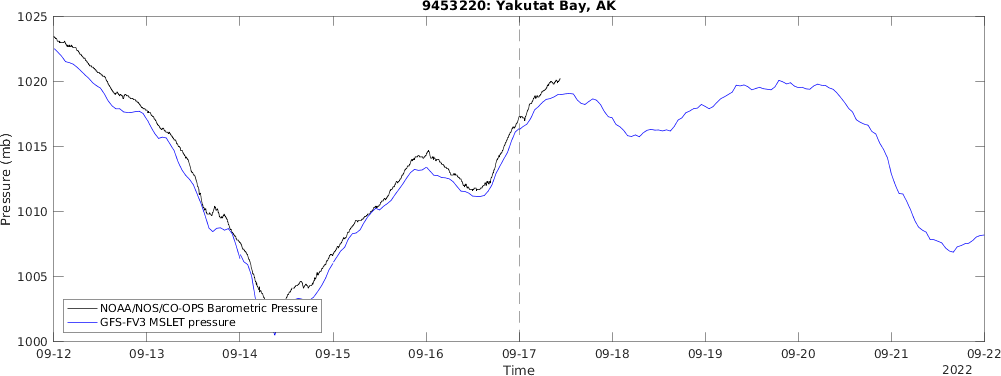 9453220: Yakutat Bay, AK
Pressure (mb)
1025
1020
1015
1010
1005
1000
NOAA/NOS/CO-OPS Barometric Pressure
GFS-FV3 MSLET pressure
09-12 09-13 09-14 09-15 09-16 09-17 09-18 09-19 09-20 09-21 09-22
Time
2022